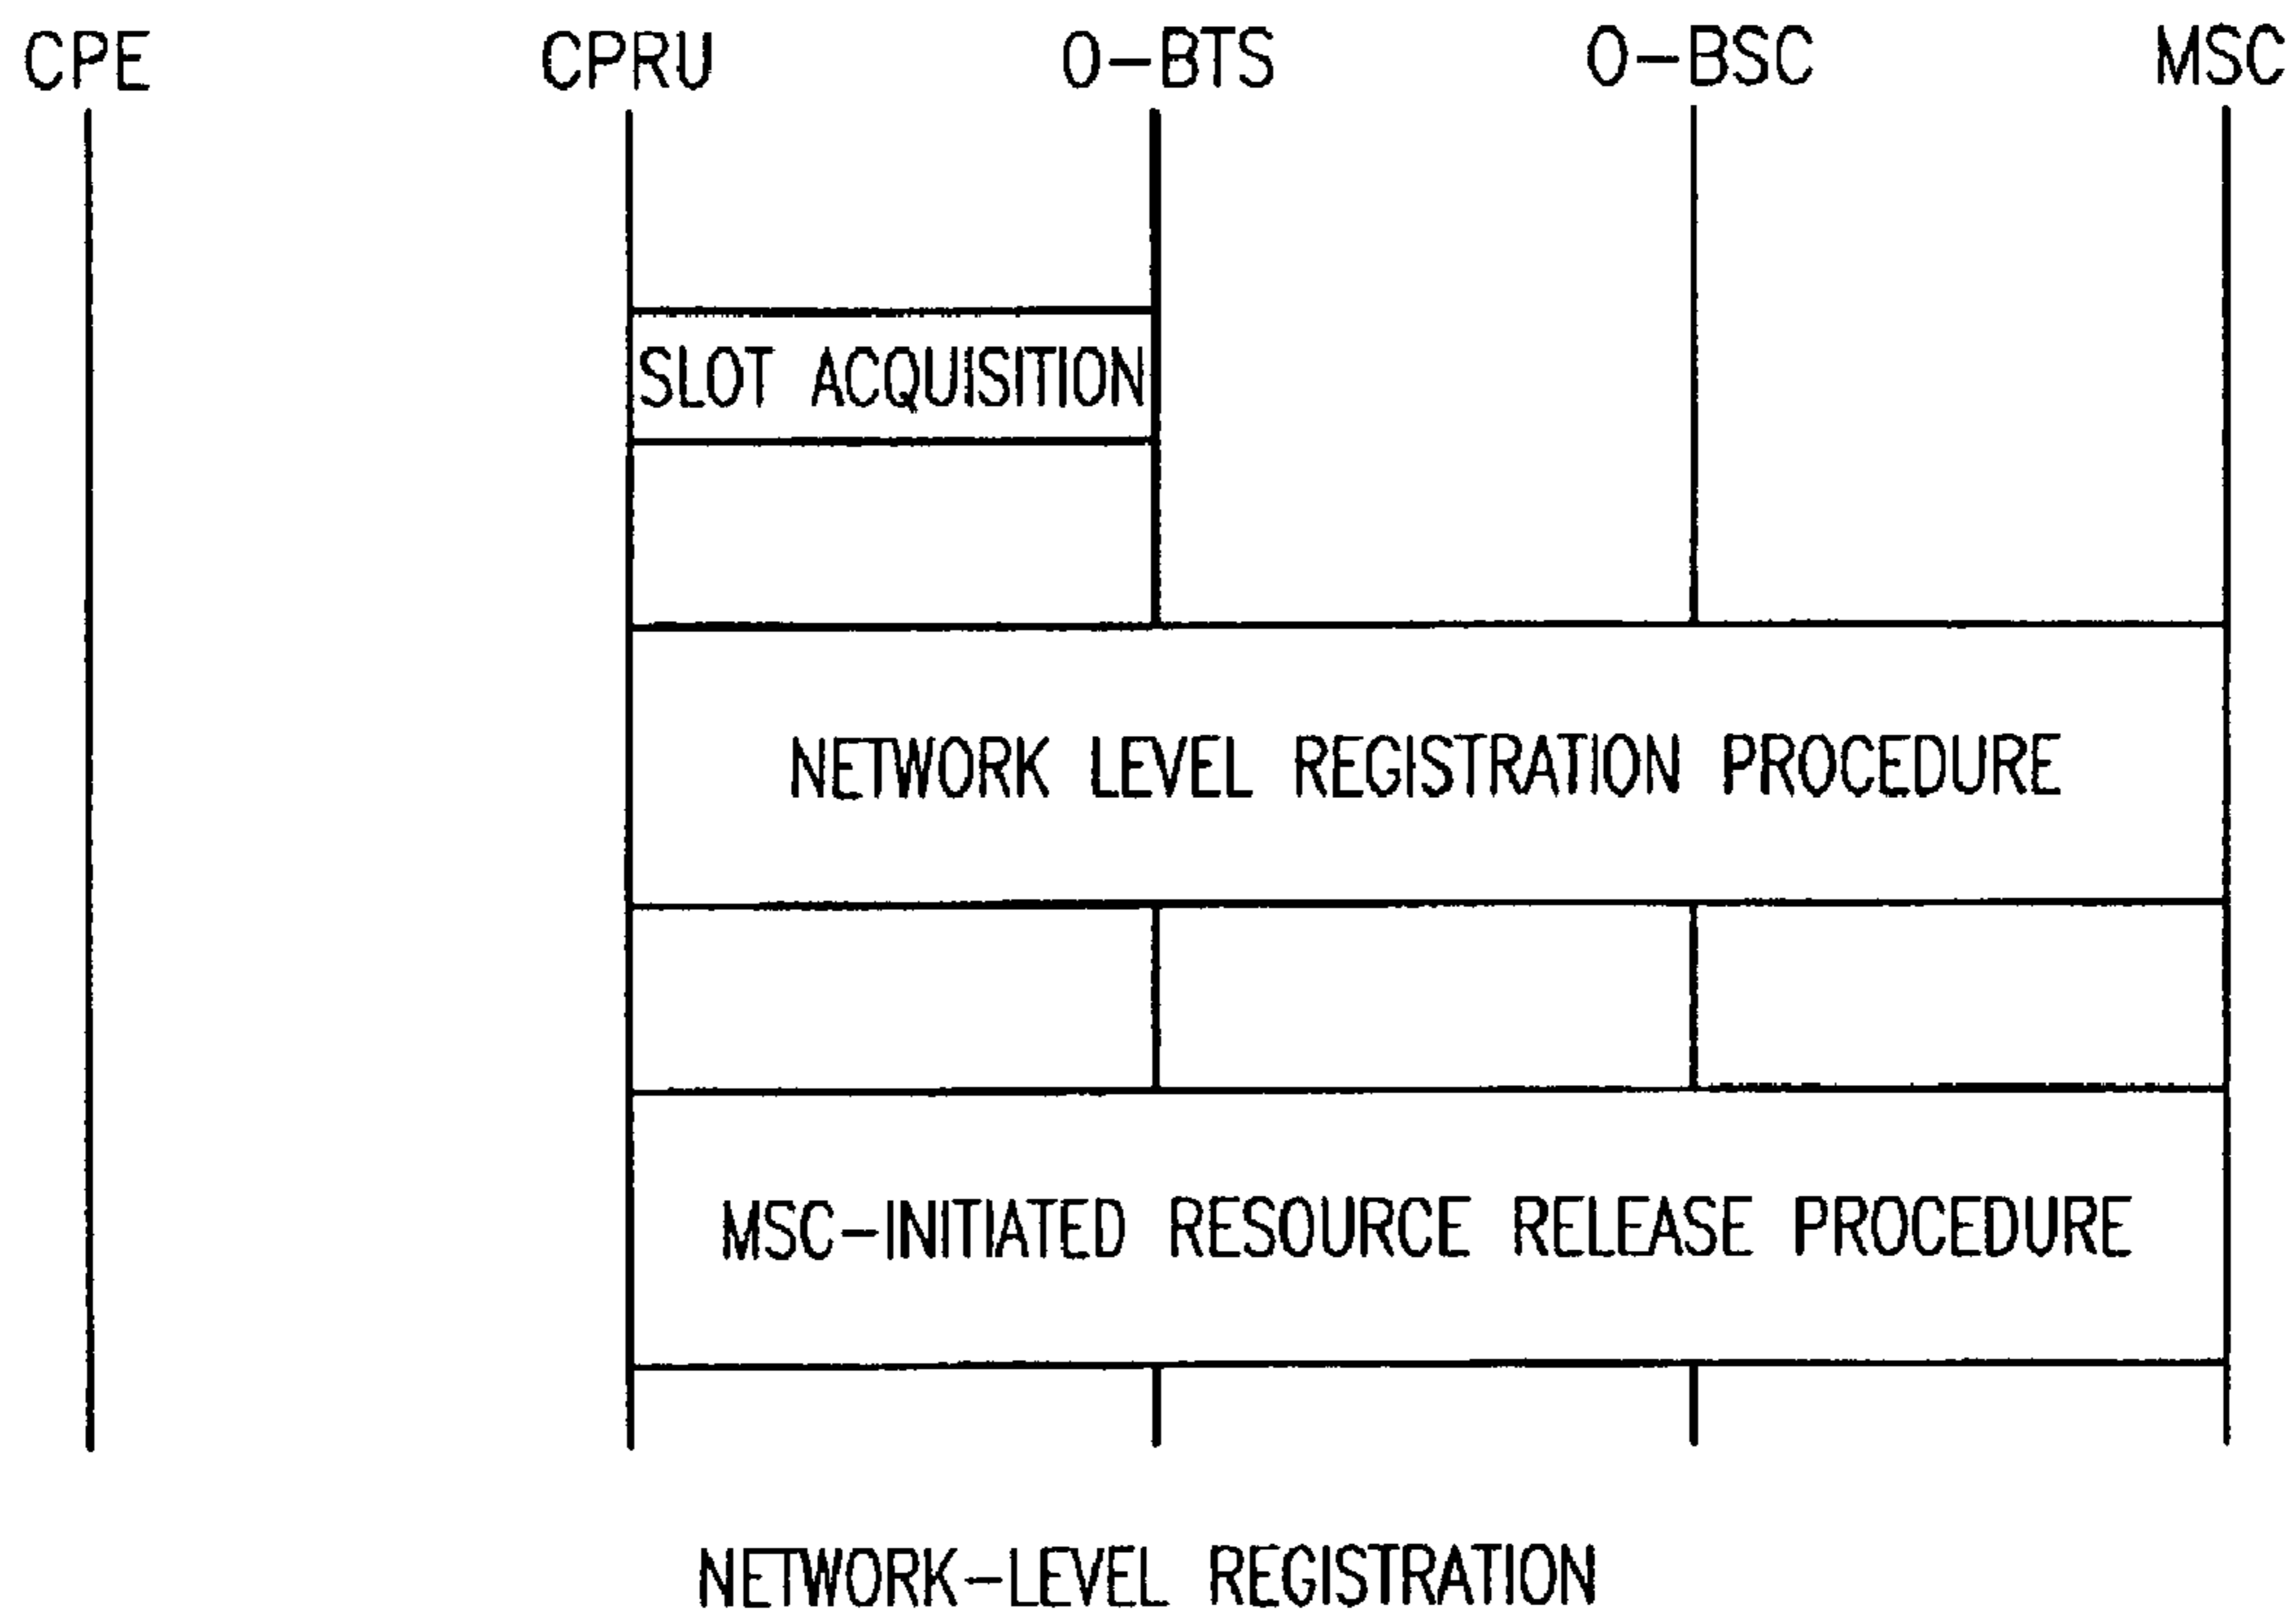 CPE CPRU O-BTS O-BSC MSC
SLOT ACQUISITION
NETWORK LEVEL REGISTRATION PROCEDURE
MSC-INITIATED RESOURCE RELEASE PROCEDURE
NETWORK-LEVEL REGISTRATION